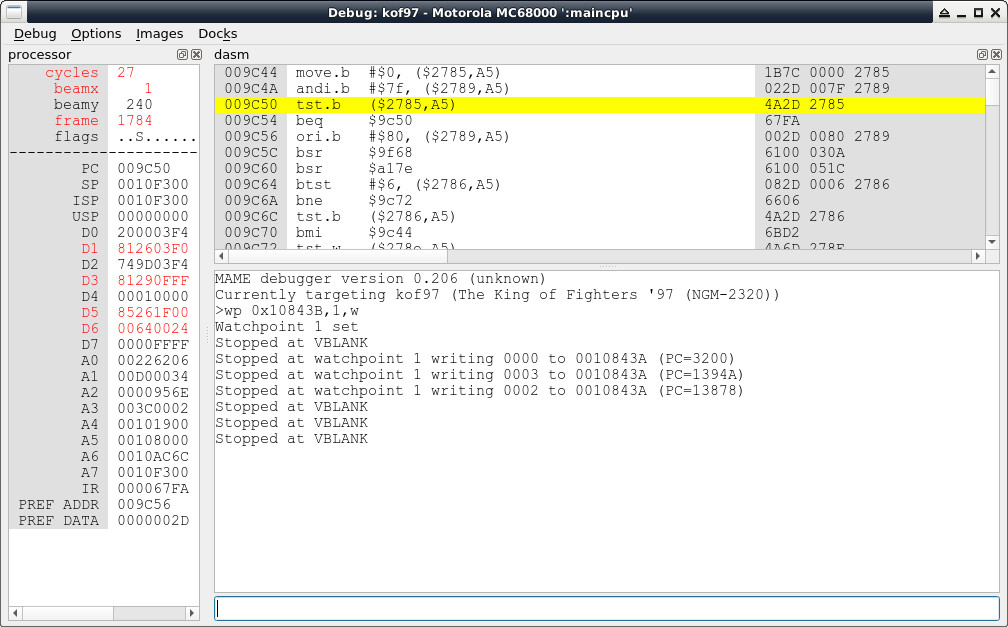 Debug: kof97 - Motorola MC68000 ':maincpu'
Debug Options Images Docks
processor
cycles 27
beamx 1
beamy 240
frame 1784
flags ..S......
PC 009C50
SP 0010F300
ISP 0010F300
USP 00000000
D0 200003F4
D1 812603F0
D2 749D03F4
D3 81290FFF
D4 00010000
D5 85261F00
D6 00640024
D7 0000FFFF
A0 00226206
A1 00D00034
A2 0000956E
A3 003C0002
A4 00101900
A5 00108000
A6 0010AC6C
A7 0010F300
IR 000067FA
PREF ADDR 009C56
PREF DATA 0000002D
dasm
009C44 move.b #$0, ($2785,A5) 1B7C 0000 2785
009C4A andi.b #$7f, ($2789,A5) 022D 007F 2789
009C50 tst.b ($2785,A5) 4A2D 2785
009C54 beq $9c50 67FA
009C56 ori.b #$80, ($2789,A5) 002D 0080 2789
009C5C bsr $9f68 6100 030A
009C60 bsr $a17e 6100 051C
009C64 btst #$6, ($2786,A5) 082D 0006 2786
009C6A bne $9c72 6606
009C6C tst.b ($2786,A5) 4A2D 2786
009C70 bmi $9c44 6BD2
009C72 tst.w ($278e,A5) 4A6D 278E
MAME debugger version 0.206 (unknown)
Currently targeting kof97 (The King of Fighters '97 (NGM-2320))
>wp 0x10843B,1,w
Watchpoint 1 set
Stopped at VBLANK
Stopped at watchpoint 1 writing 0000 to 0010843A (PC=3200)
Stopped at watchpoint 1 writing 0003 to 0010843A (PC=1394A)
Stopped at watchpoint 1 writing 0002 to 0010843A (PC=13878)
Stopped at VBLANK
Stopped at VBLANK
Stopped at VBLANK